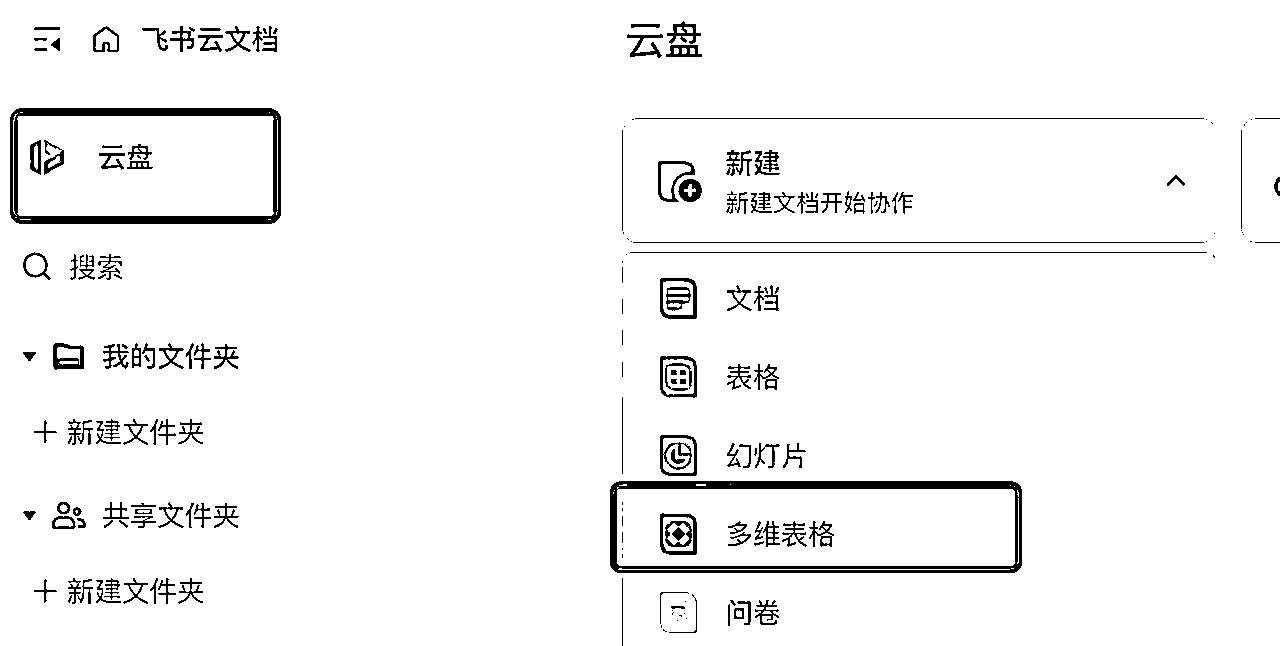 飞书云文档
云盘
搜索
我的文件夹
新建文件夹
共享文件夹
新建文件夹
云盘
新建
新建文档开始协作
文档
表格
幻灯片
多维表格
问卷